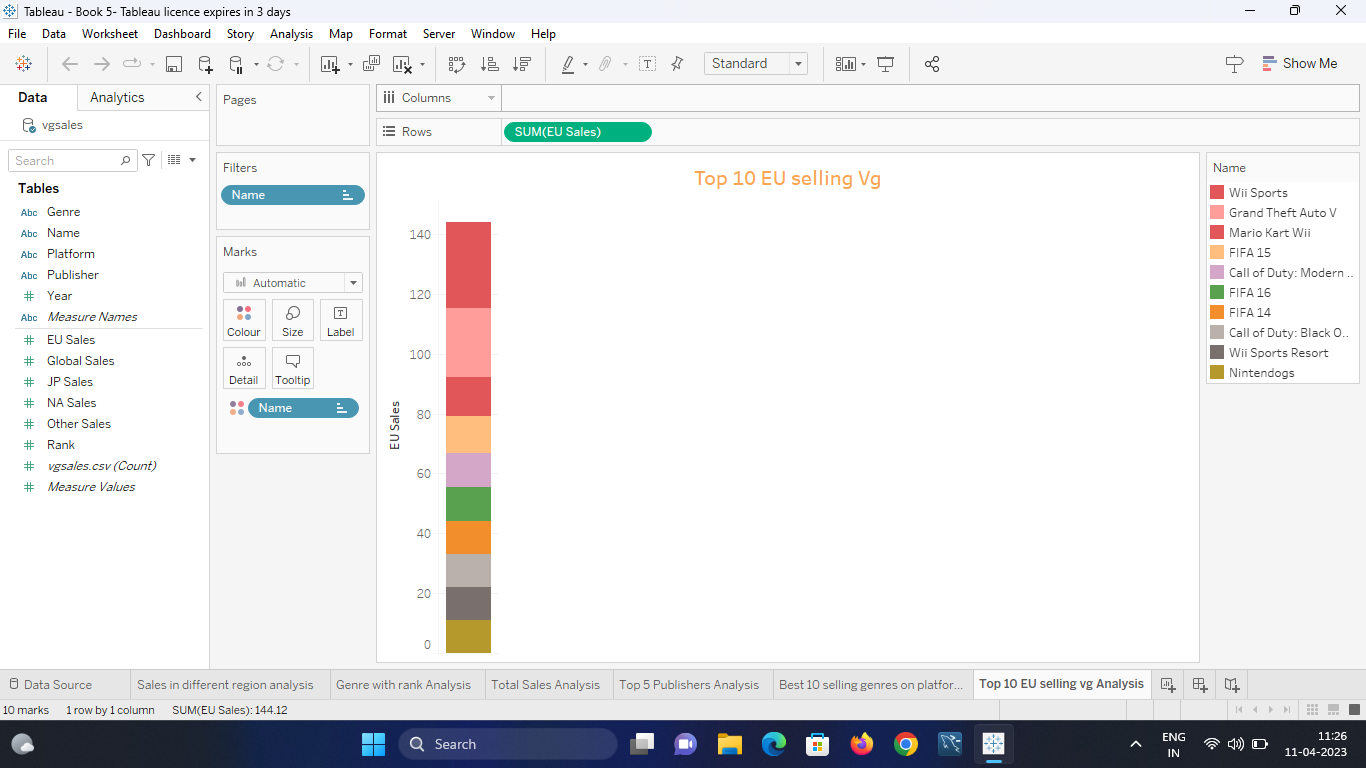 Tableau - Book 5- Tableau licence expires in 3 days
File Data Worksheet Dashboard Story Analysis Map Format Server Window Help
Standard
Show Me
Data Analytics
vgsales
Search
Tables
Abc Genre
Abc Name
Abc Platform
Abc Publisher
Year
Abc Measure Names
EU Sales
Global Sales
JP Sales
NA Sales
Other Sales
Rank
vgsales.csv (Count)
Measure Values
Pages
Filters
Name
Marks
Automatic
Colour Size Label
Detail Tooltip
Name
Columns
Rows SUM(EU Sales)
Top 10 EU selling Vg
EU Sales
140
120
100
80
60
40
20
0
Name
Wii Sports
Grand Theft Auto V
Mario Kart Wii
FIFA 15
Call of Duty: Modern ..
FIFA 16
FIFA 14
Call of Duty: Black O..
Wii Sports Resort
Nintendogs
Data Source Sales in different region analysis Genre with rank Analysis Total Sales Analysis Top 5 Publishers Analysis Best 10 selling genres on platfor... Top 10 EU selling vg Analysis
10 marks 1 row by 1 column SUM(EU Sales): 144.12
Search
ENG
IN
11:26
11-04-2023